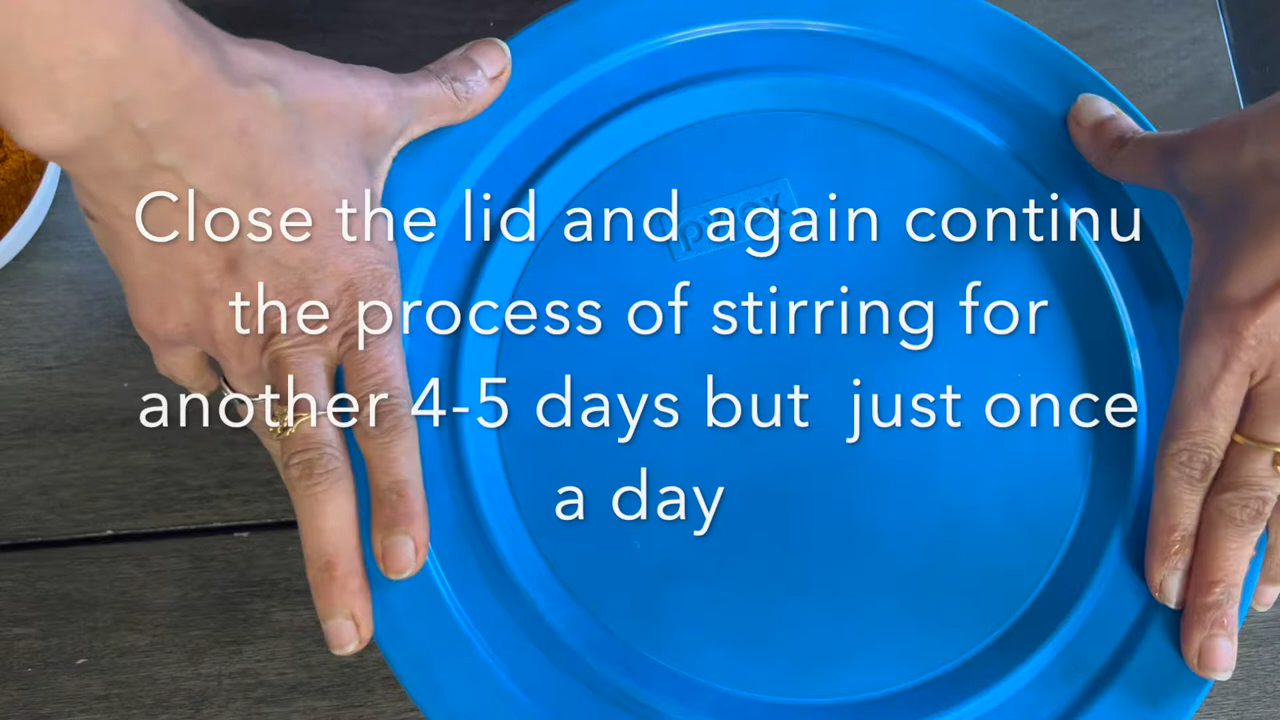 pyrex
Close the lid and again continu
the process of stirring for
another 4-5 days but  just once
a day